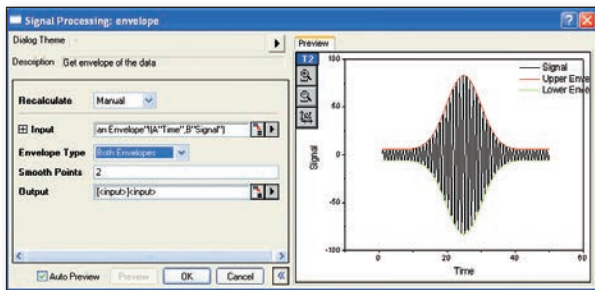 Signal Processing: envelope
Dialog Theme
Description Get envelope of the data
Recalculate Manual
Input an Envelope"!(A"Time",B"Signal")
Envelope Type Both Envelopes
Smooth Points 2
Output [<input>]<input>
Auto Preview Preview OK Cancel
Preview
T2
100
50
0
-50
-100
Signal
Signal
Upper Enve
Lower Enve
0 20 40 60
Time